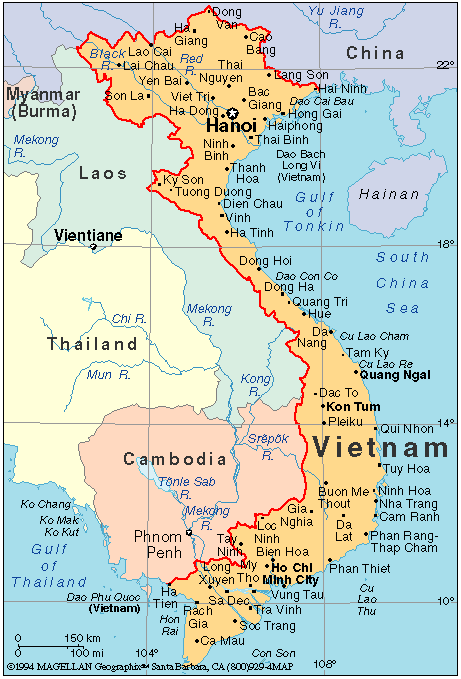 Dong
Van
Yu Jiang
R.
Ha
Giang
Cao
Bang
China
Lao Cai
Black
R.
Red
R.
Lai Chau
Thai
Nguyen
Lang Son
22°
Yen Bai
Hai Ninh
Myanmar
(Burma)
Son La
Viet Tri
Bac
Giang
Dao Cai Bau
Ha Dong
Hong Gai
Hanoi
Haiphong
Mekong
R.
Ninh
Binh
Thai Binh
Dao Bach
Long Vi
(Vietnam)
Laos
Thanh
Hoa
Ky Son
Tuong Duong
Gulf
of
Tonkin
Hainan
Dien Chau
Vinh
Vientiane
Ha Tinh
18°
Dong Hoi
South
China
Sea
Dao Con Co
Dong Ha
Quang Tri
Hue
Mekong
R.
Chi R.
Da
Nang
Cu Lao Cham
Thailand
Tam Ky
Cu Lao Re
Quang Ngai
Mun R.
Kong
R.
Dac To
Kon Tum
Pleiku
14°
Qui Nhon
Vietnam
Srêpôk
R.
Cambodia
Tuy Hoa
Tônle Sab
R.
Buon Me
Thout
Ninh Hoa
Nha Trang
Cam Ranh
Ko Chang
Ko Mak
Ko Kut
Mekong
R.
Gia
Nghia
Da
Lat
Loc
Ninh
Phan Rang-
Thap Cham
Phnom
Penh
Tay
Ninh
Bien Hoa
Gulf
of
Thailand
Long
Xuyen
My
Tho
Ho Chi
Minh City
Phan Thiet
Dao Phu Quoc
(Vietnam)
Ha
Tien
Vung Tau
Cu
Lao
Thu
10°
Rach
Gia
Sa Dec
Tra Vinh
Hon
Rai
Soc Trang
Ca Mau
Con Son
0 150 km
0 150 mi
104°
108°
©1994 MAGELLAN Geographix℠ Santa Barbara, CA (800)929-4MAP